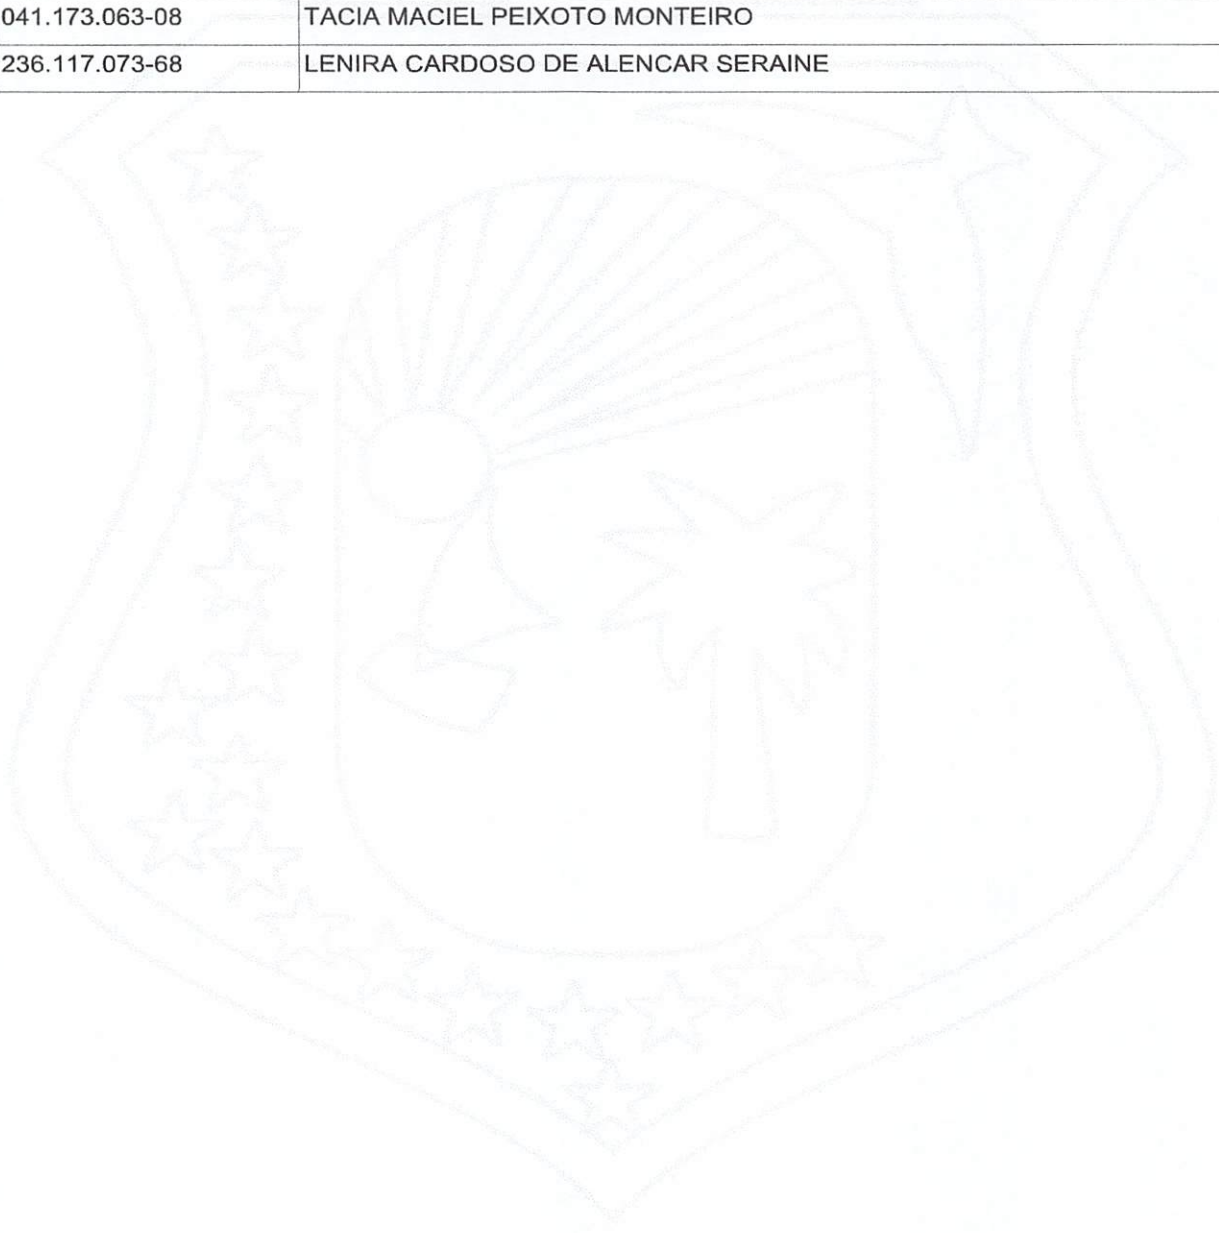 041.173.063-08 TACIA MACIEL PEIXOTO MONTEIRO
236.117.073-68 LENIRA CARDOSO DE ALENCAR SERAINE